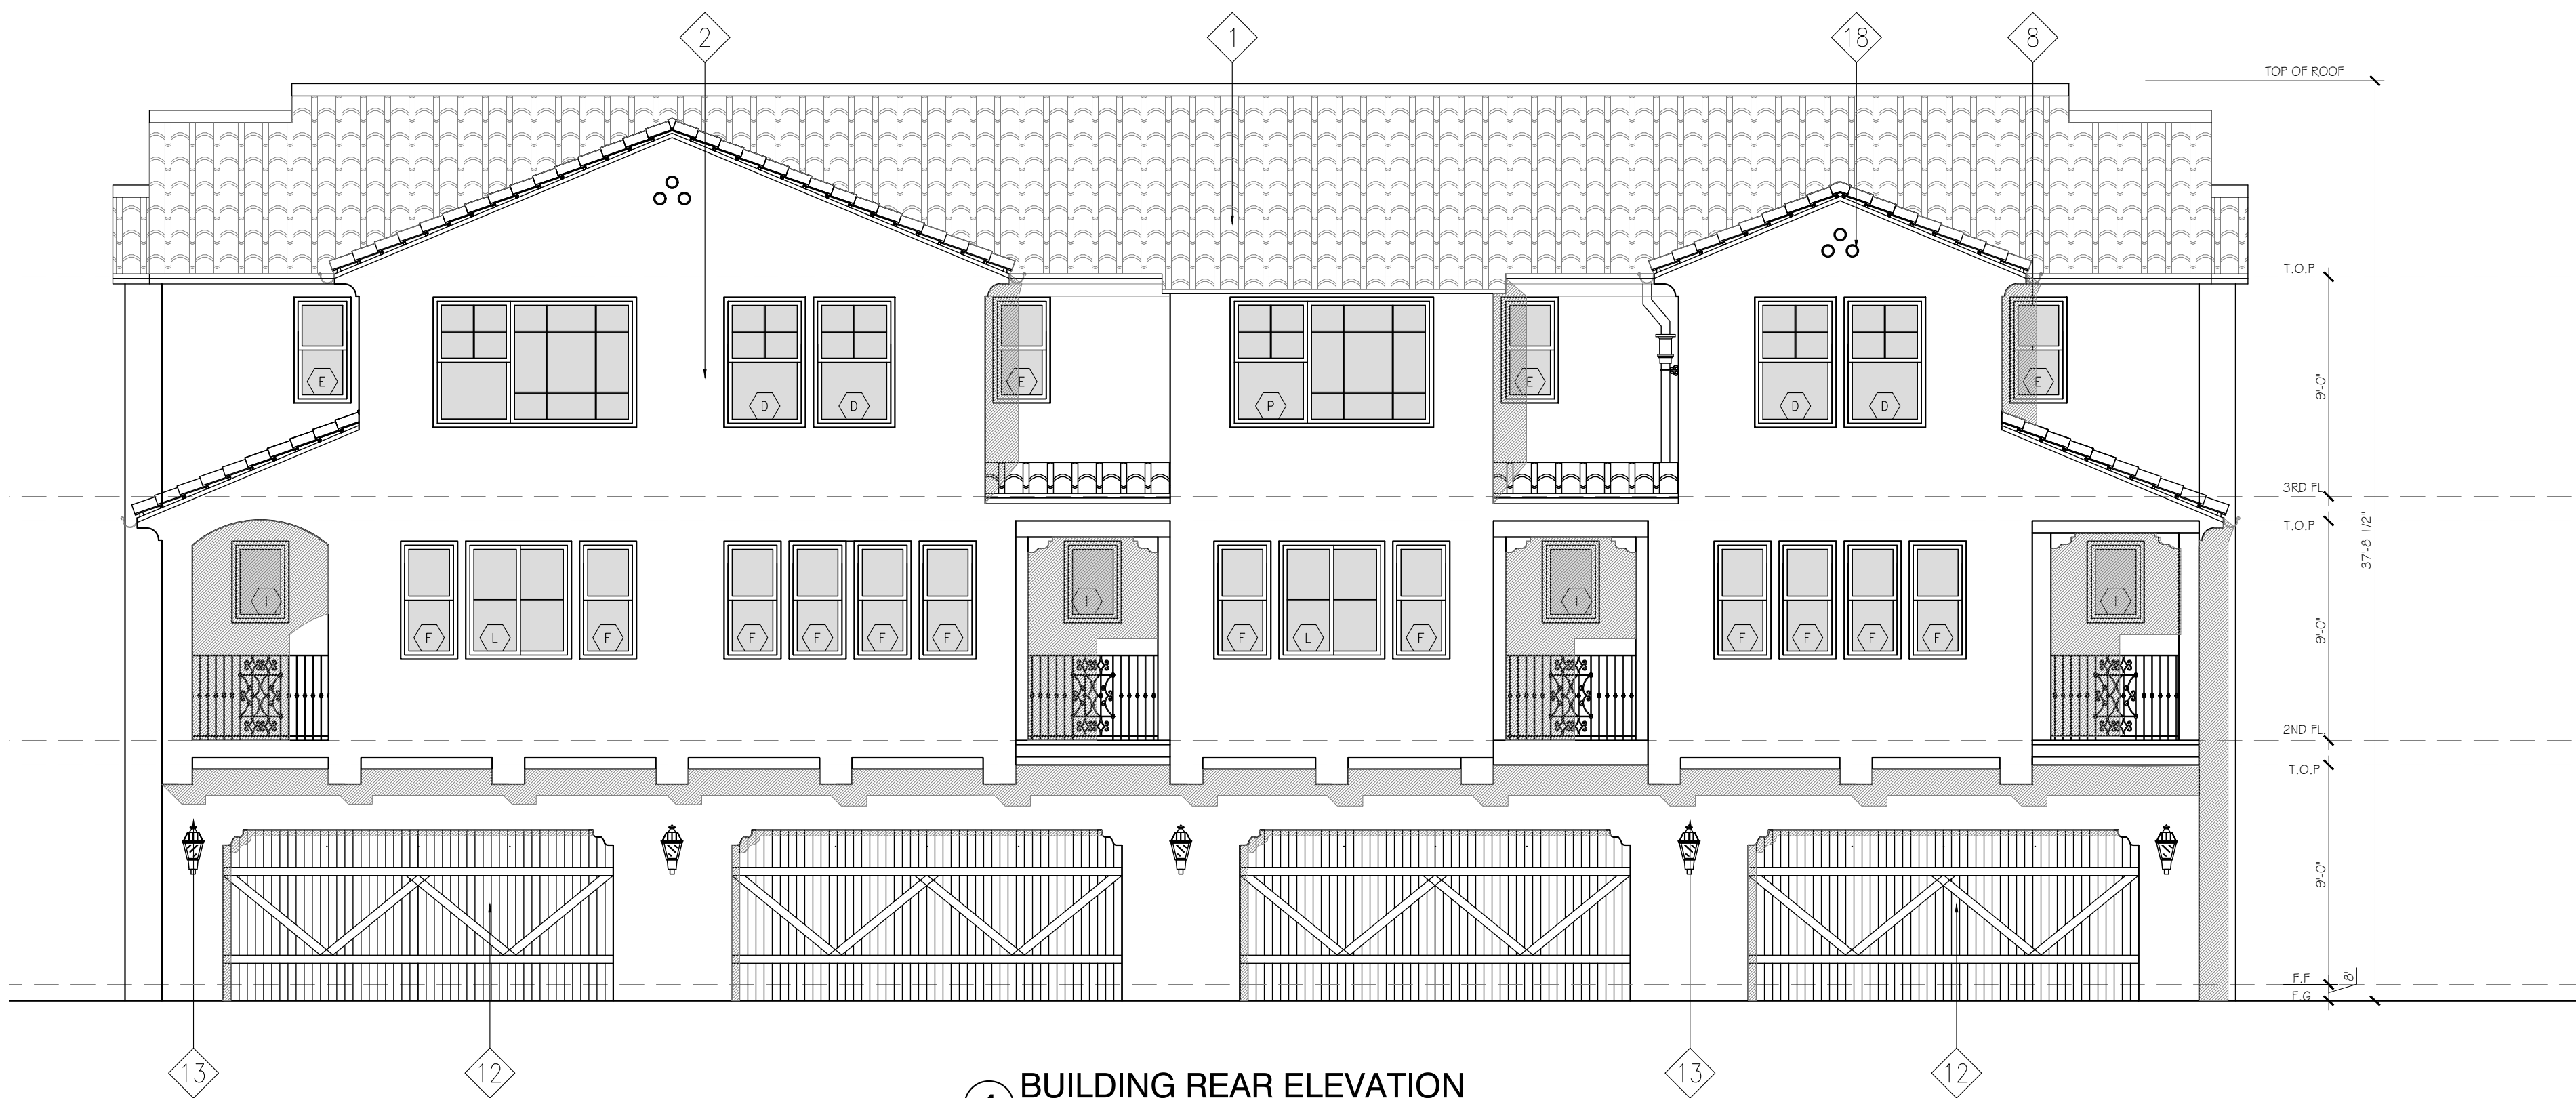 2
1
18
8
TOP OF ROOF
T.O.P
E
D
D
E
P
E
D
D
E
9'-0"
3RD FL.
T.O.P
37'-8 1/2"
I
I
I
I
F
L
F
F
F
F
F
F
L
F
F
F
F
F
9'-0"
2ND FL.
T.O.P
9'-0"
F.F
8"
F.G
13
12
13
12
BUILDING REAR ELEVATION